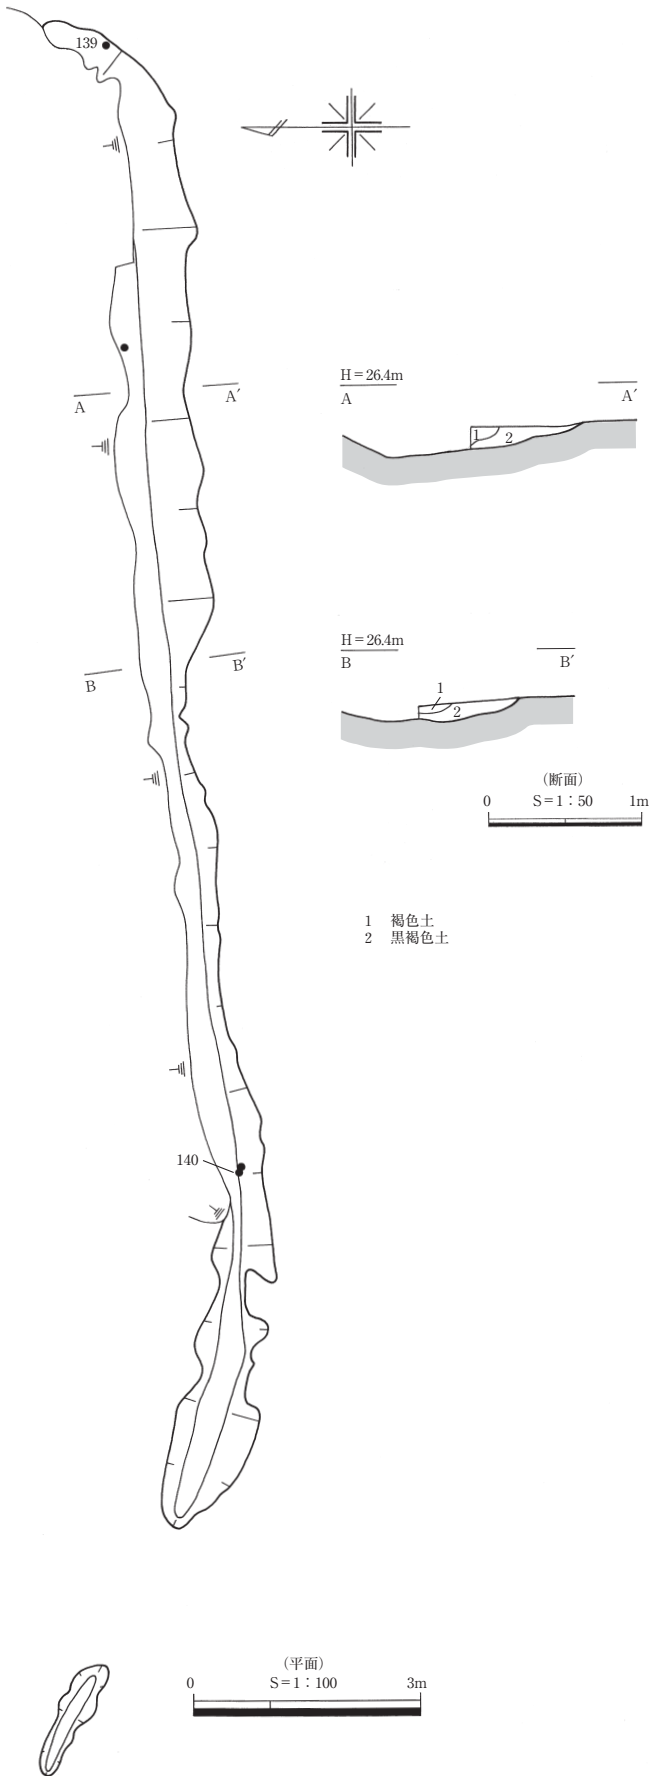 139
H＝26.4m
A A′
A A′
1 2
H＝26.4m
B B′
B B′
1
2
（断面）
0 S＝1：50 1m
1 褐色土
2 黒褐色土
140
（平面）
0 S＝1：100 3m